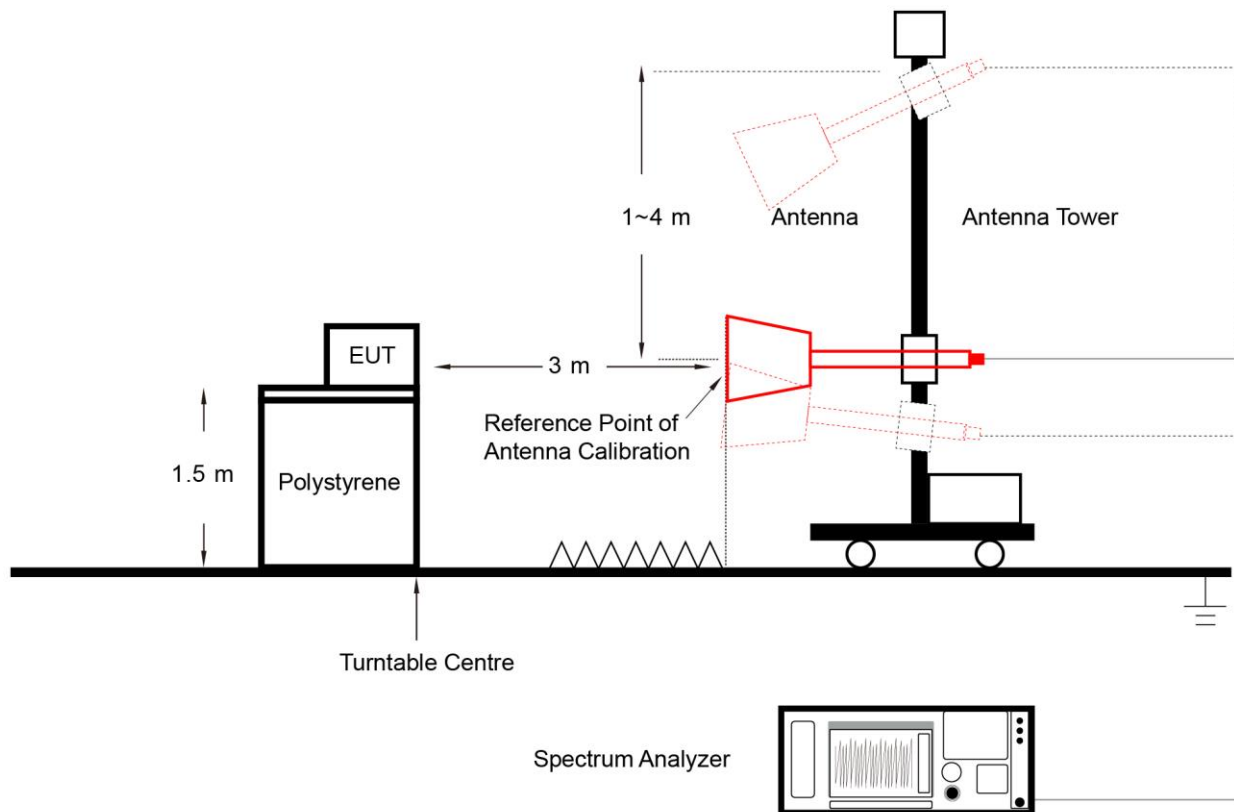 1~4 m
Antenna
Antenna Tower
EUT
3 m
Reference Point of
Antenna Calibration
1.5 m
Polystyrene
Turntable Centre
Spectrum Analyzer